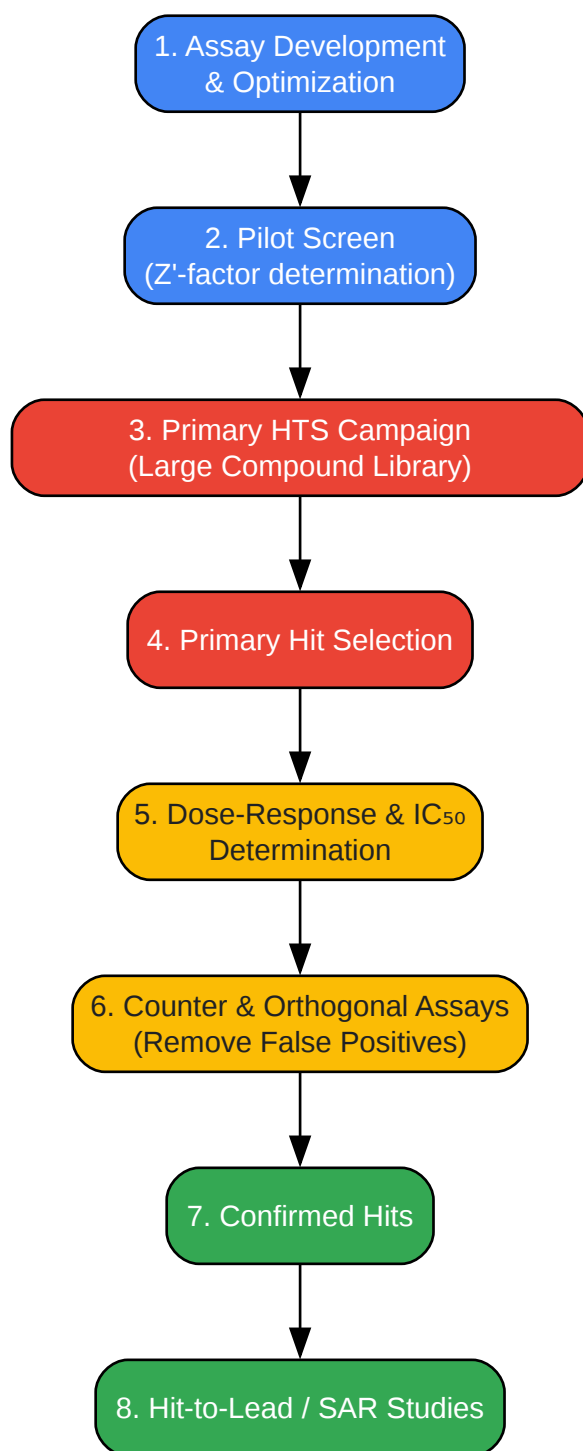 1. Assay Development
& Optimization
2. Pilot Screen
(Z'-factor determination)
3. Primary HTS Campaign
(Large Compound Library)
4. Primary Hit Selection
5. Dose-Response & IC₅₀
Determination
6. Counter & Orthogonal Assays
(Remove False Positives)
7. Confirmed Hits
8. Hit-to-Lead / SAR Studies